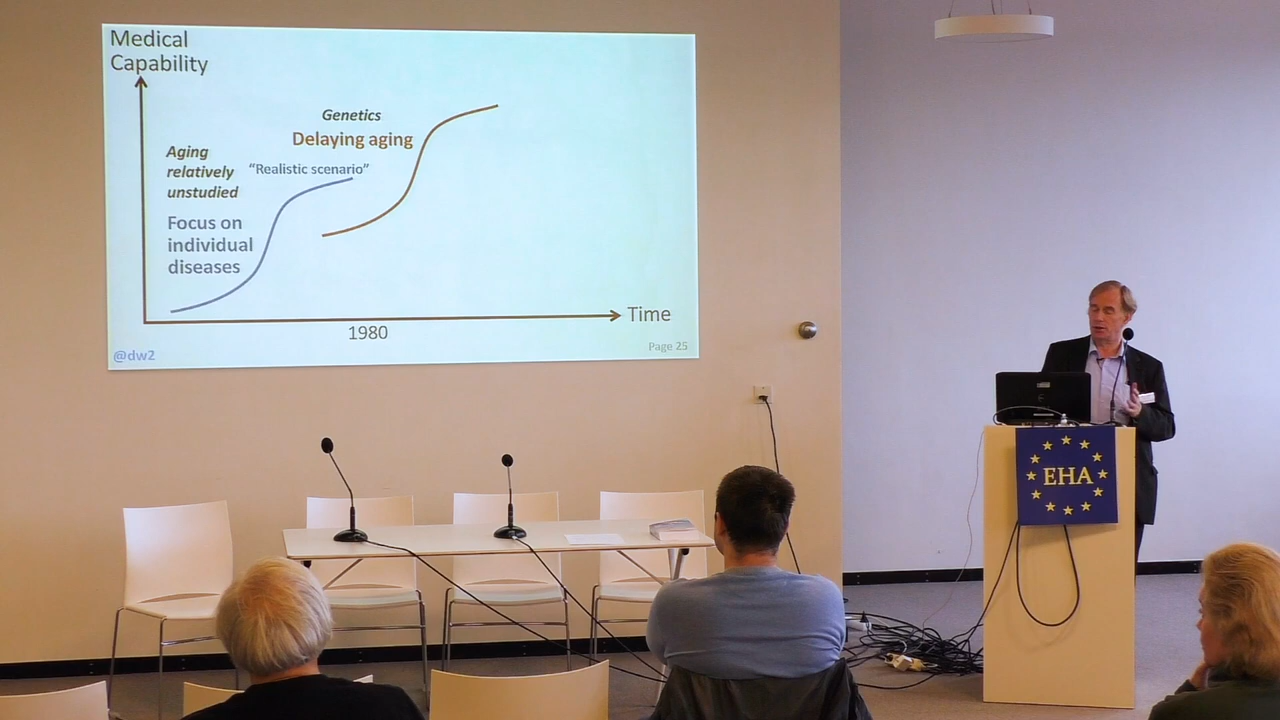 Medical
Capability
Genetics
Delaying aging
Aging
relatively
unstudied
“Realistic scenario”
Focus on
individual
diseases
Time
1980
@dw2
Page 25
EHA